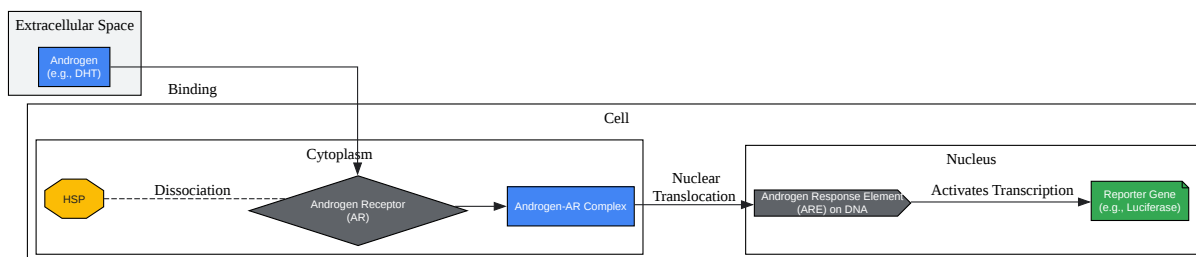 Extracellular Space
Androgen
(e.g., DHT)
Binding
Cell
Cytoplasm
HSP
Dissociation
Androgen Receptor
(AR)
Androgen-AR Complex
Nuclear
Translocation
Nucleus
Androgen Response Element
(ARE) on DNA
Activates Transcription
Reporter Gene
(e.g., Luciferase)